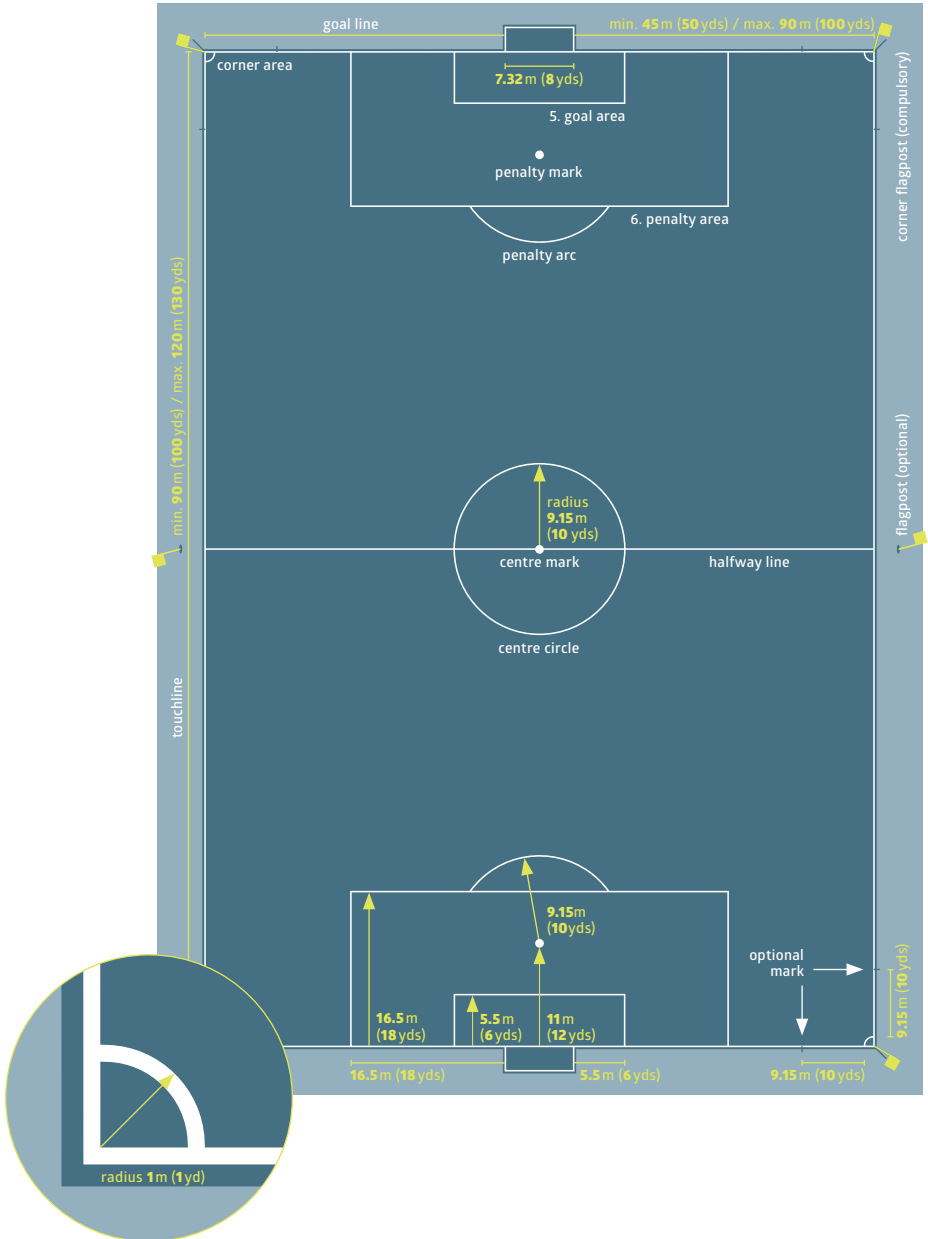 goal line
min. 45 m (50 yds) / max. 90 m (100 yds)
corner area
7.32 m (8 yds)
5. goal area
penalty mark
6. penalty area
penalty arc
corner flagpost (compulsory)
min. 90 m (100 yds) / max. 120 m (130 yds)
flagpost (optional)
radius
9.15 m
(10 yds)
centre mark
halfway line
centre circle
touchline
9.15 m
(10 yds)
optional
mark
9.15 m (10 yds)
16.5 m
(18 yds)
5.5 m
(6 yds)
11 m
(12 yds)
16.5 m (18 yds)
5.5 m (6 yds)
9.15 m (10 yds)
radius 1 m (1 yd)